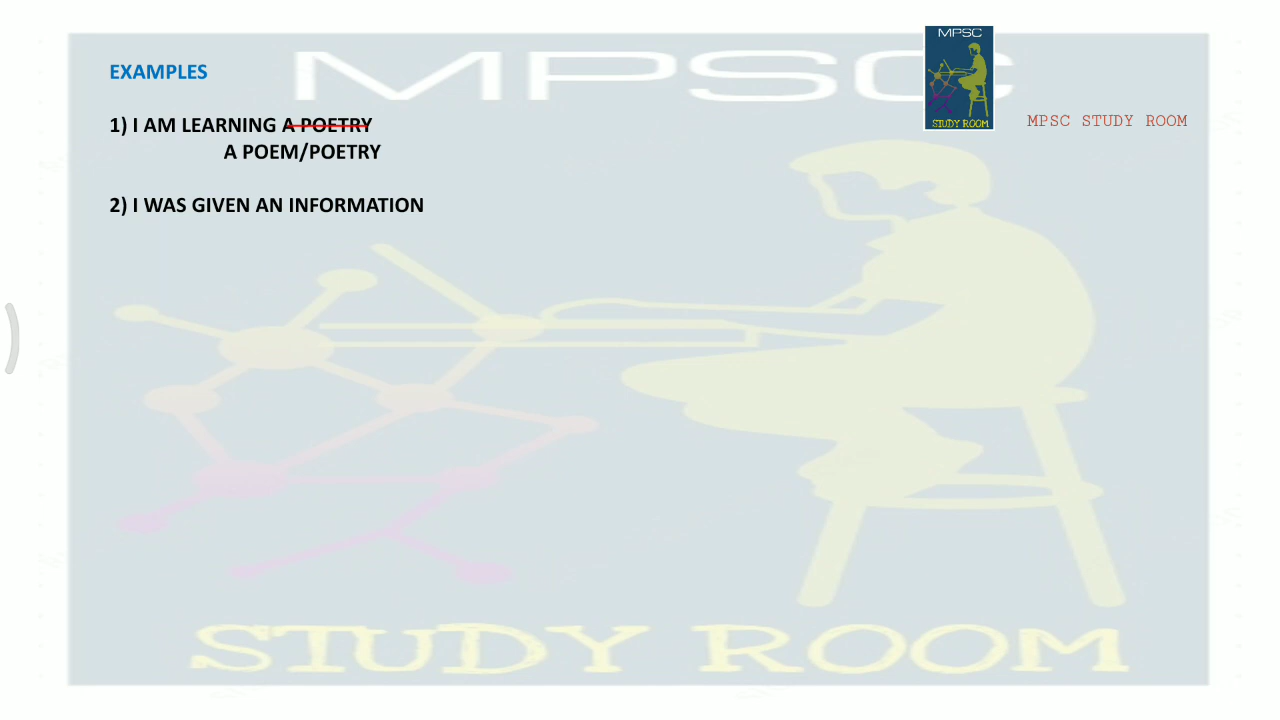 MPSC
EXAMPLES
MPSC
1) I AM LEARNING A POETRY
MPSC STUDY ROOM
STUDY ROOM
A POEM/POETRY
2) I WAS GIVEN AN INFORMATION
STUDY ROOM